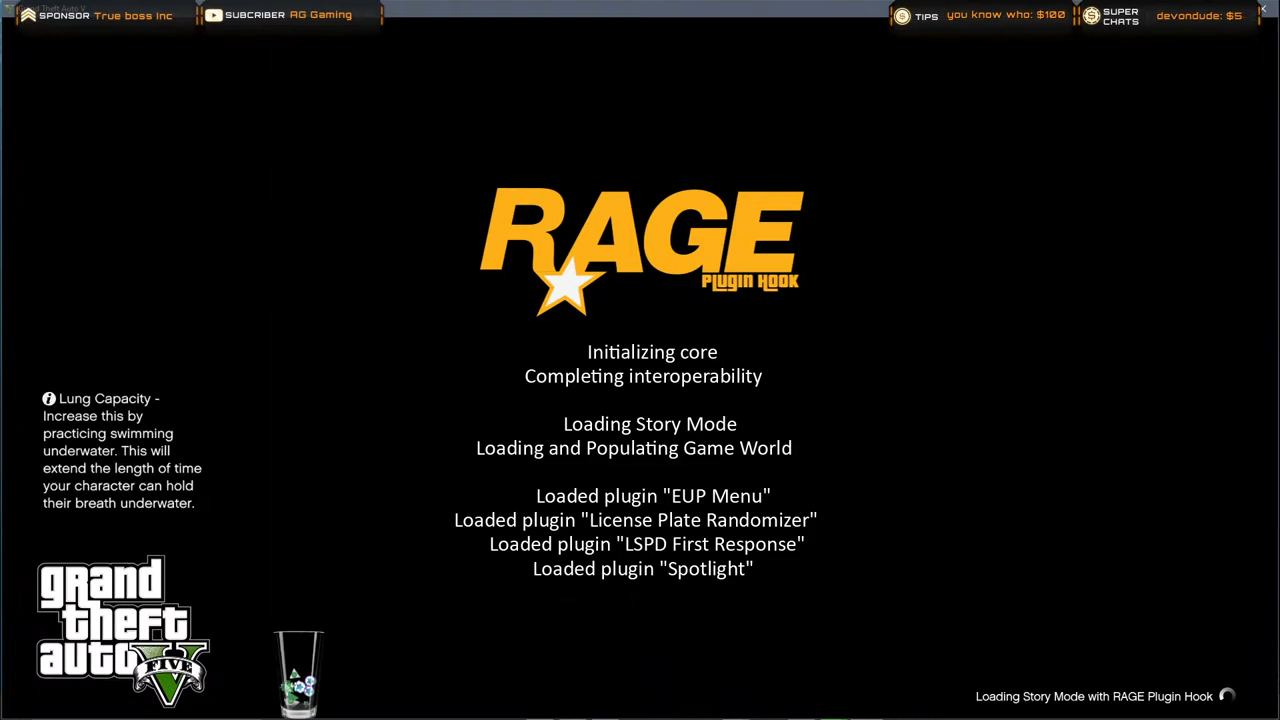 SPONSOR True boss Inc
SUBCRIBER AG Gaming
TIPS you know who: $100
SUPER CHATS devondude: $5
RAGE
PLUGIN HOOK
Initializing core
Completing interoperability
Loading Story Mode
Loading and Populating Game World
Loaded plugin "EUP Menu"
Loaded plugin "License Plate Randomizer"
Loaded plugin "LSPD First Response"
Loaded plugin "Spotlight"
Lung Capacity -
Increase this by
practicing swimming
underwater. This will
extend the length of time
your character can hold
their breath underwater.
grand
theft
auto V
FIVE
Loading Story Mode with RAGE Plugin Hook